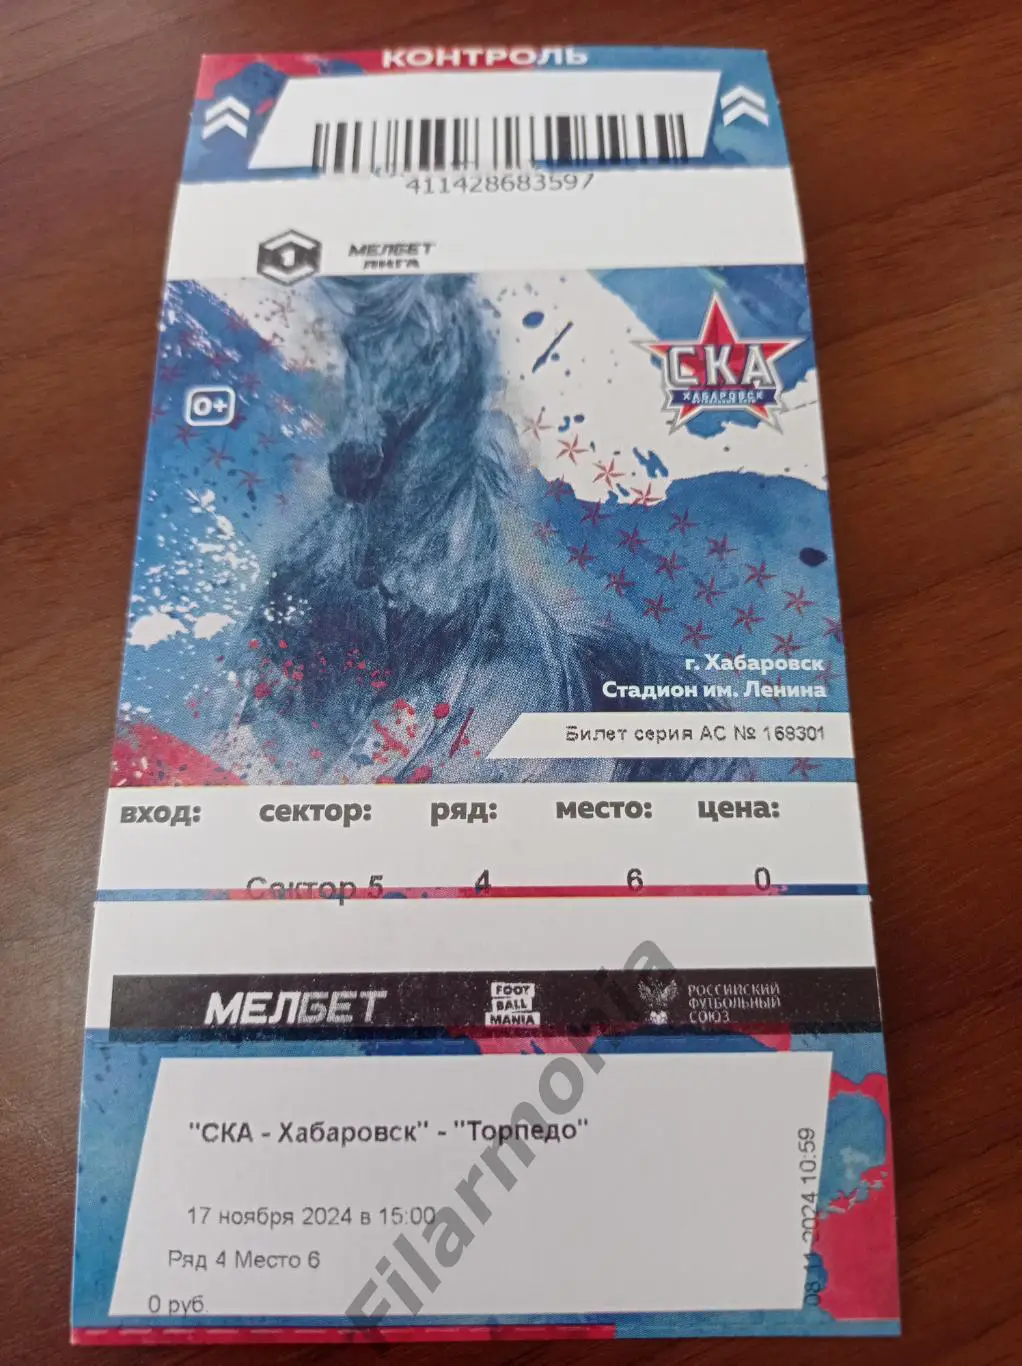 КОНТРОЛЬ
411428683597
1 МЕЛБЕТ
ЛИГА
СКА
ХАБАРОВСК
0+
г. Хабаровск
Стадион им. Ленина
Билет серия АС № 168301
вход: сектор: ряд: место: цена:
Сектор 5 4 6 0
МЕЛБЕТ
FOOT
BALL
MANIA
РОССИЙСКИЙ
ФУТБОЛЬНЫЙ
СОЮЗ
"СКА - Хабаровск" - "Торпедо"
17 ноября 2024 в 15:00
Ряд 4 Место 6
0 руб.
08.11.2024 10:59
Filarmonia